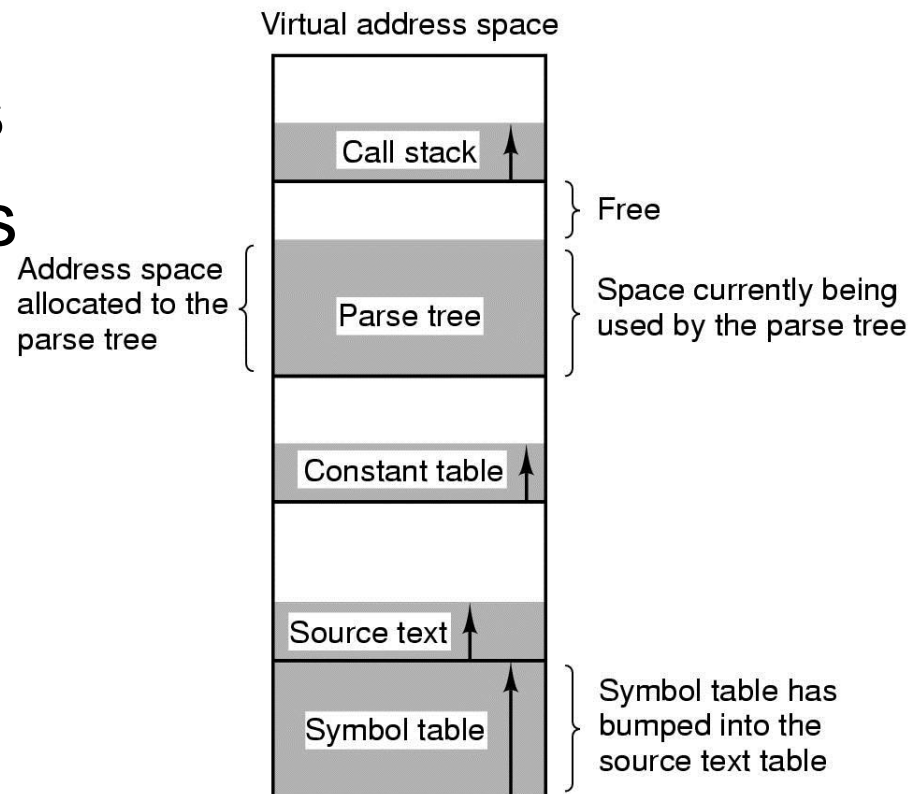 Virtual address space
s
s
Call stack
Free
Address space
allocated to the
parse tree
Parse tree
Space currently being
used by the parse tree
Constant table
Source text
Symbol table
Symbol table has
bumped into the
source text table